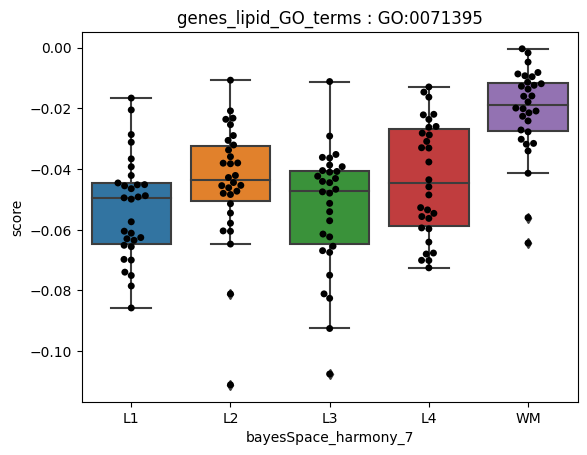 genes_lipid_GO_terms : GO:0071395
0.00
−0.02
−0.04
−0.06
−0.08
−0.10
score
L1 L2 L3 L4 WM
bayesSpace_harmony_7